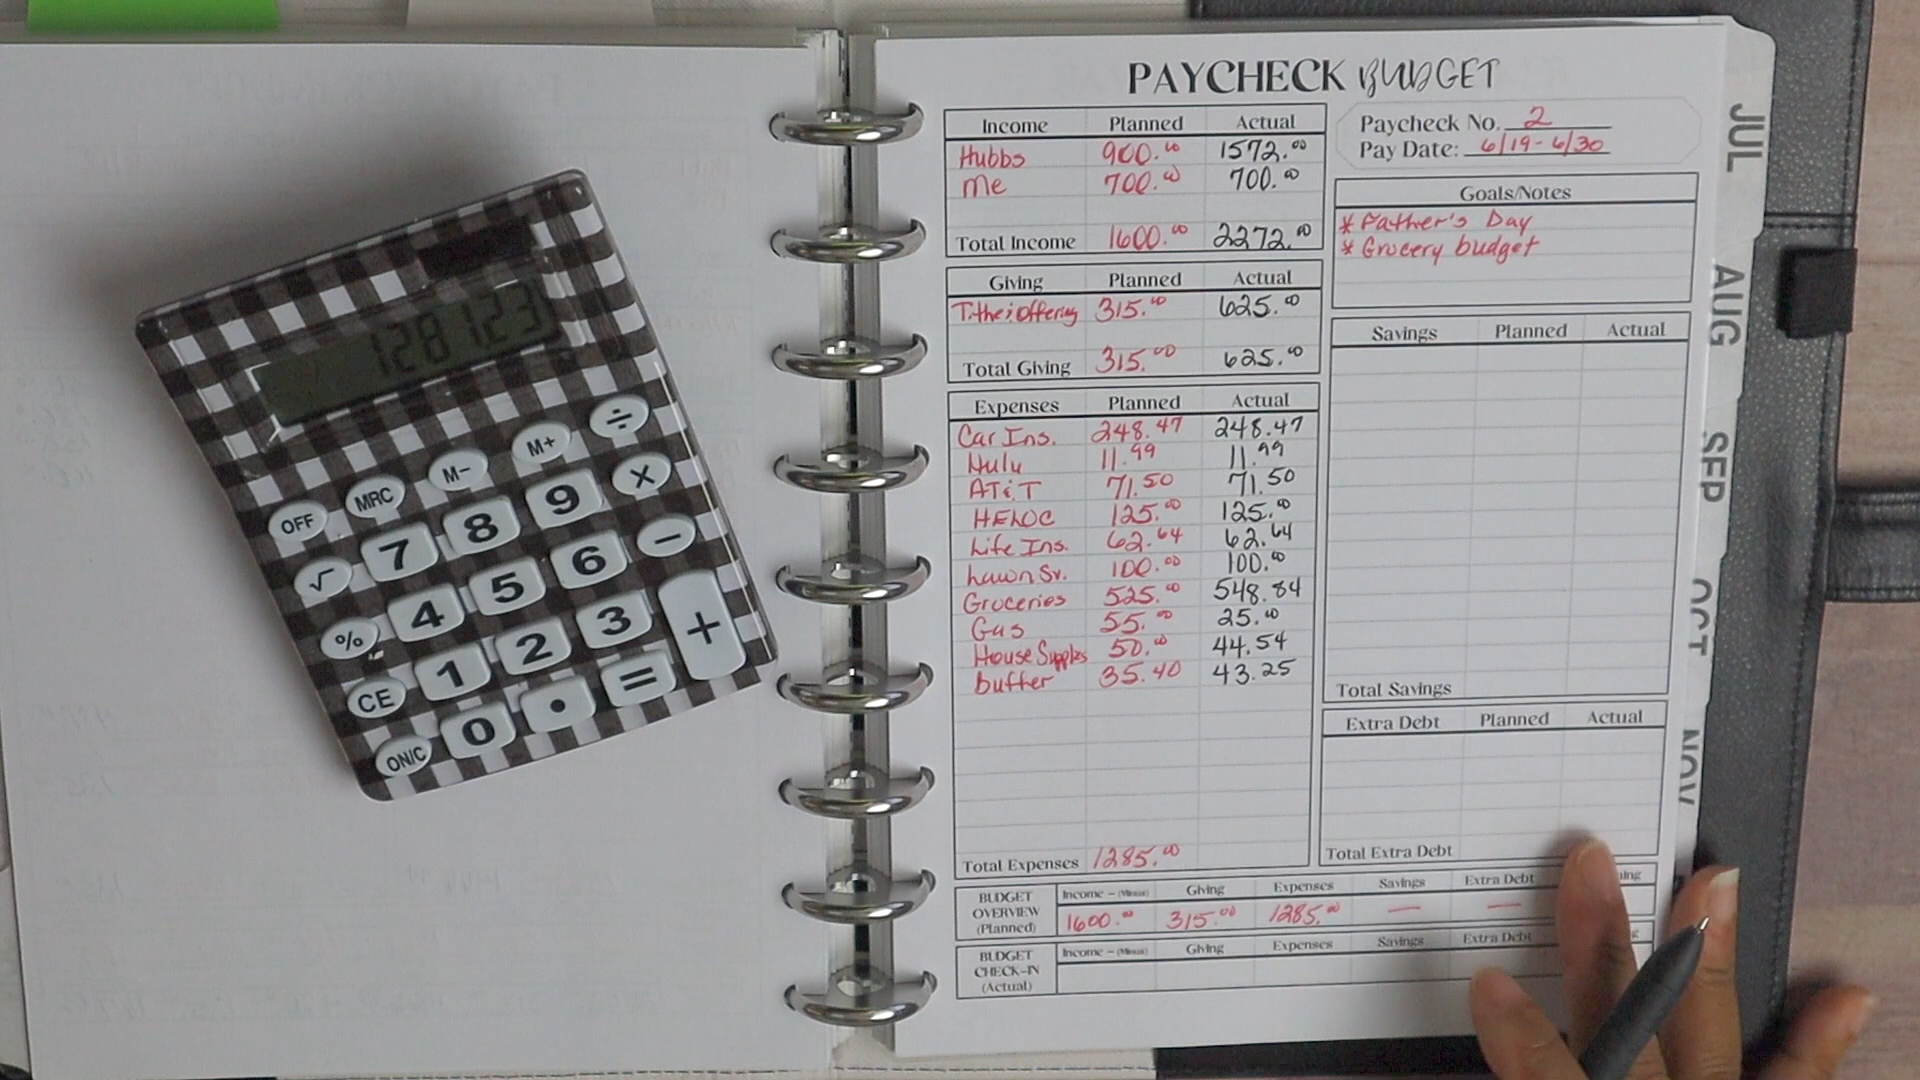 PAYCHECK BUDGET
Income Planned Actual
Hubbs 900.00 1572.00
Me 700.00 700.00
Total Income 1600.00 2272.00
Paycheck No. 2
Pay Date: 6/19 - 6/30
Goals/Notes
* Father's Day
* Grocery budget
Giving Planned Actual
Tithe & Offering 315.00 625.00
Total Giving 315.00 625.00
Expenses Planned Actual
Car Ins. 248.47 248.47
Hulu 11.99 11.99
AT&T 71.50 71.50
HELOC 125.00 125.00
Life Ins. 62.64 62.64
Lawn Sv. 100.00 100.00
Groceries 525.00 548.84
Gas 55.00 25.00
House Supples 50.00 44.54
Buffer 35.40 43.25
Total Expenses 1285.00
Savings Planned Actual
Total Savings
Extra Debt Planned Actual
Total Extra Debt
BUDGET OVERVIEW (Planned)
Income - (Minus) Giving Expenses Savings Extra Debt
1600.00 315.00 1285.00 — —
BUDGET CHECK-IN (Actual)
Income - (Minus) Giving Expenses Savings Extra Debt
JUL
AUG
SEP
OCT
NOV
1281.23
OFF MRC M- M+ ÷
√ 7 8 9 X
% 4 5 6 −
CE 1 2 3 +
ON/C 0 . =